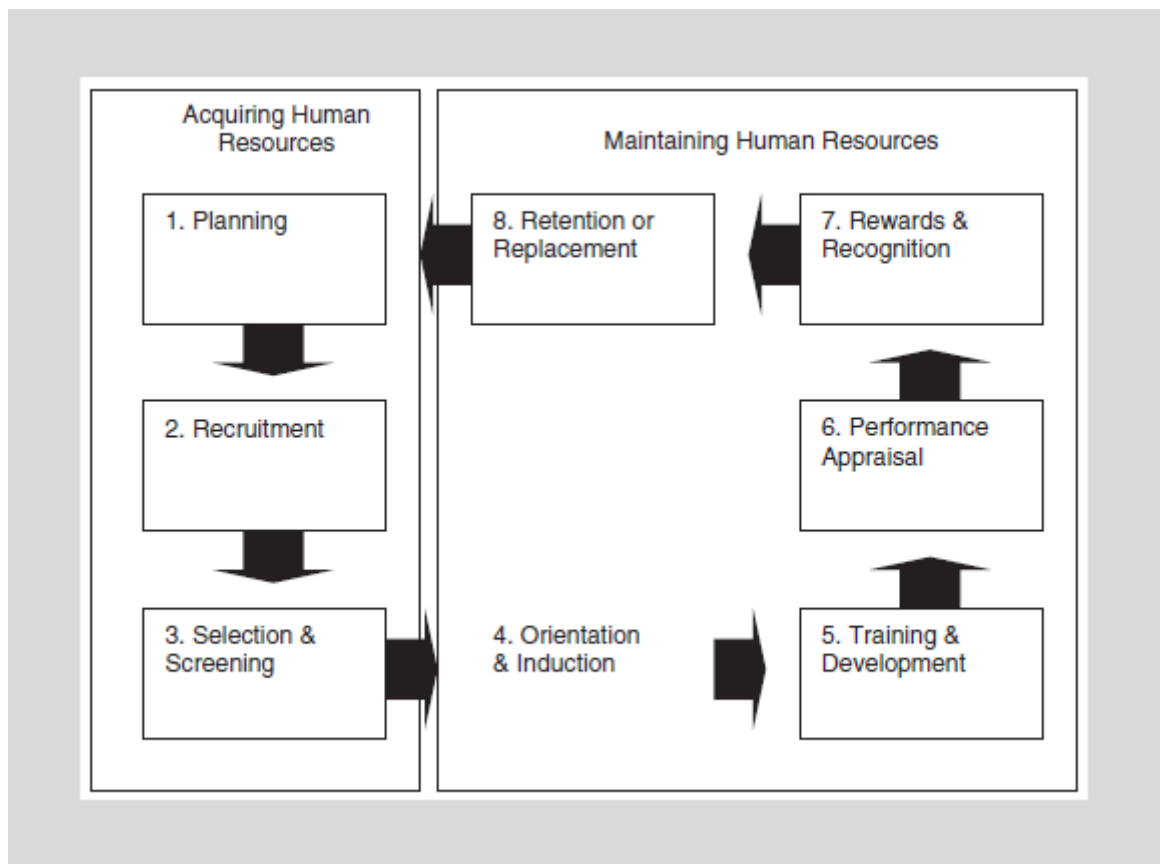 Acquiring Human
Resources
Maintaining Human Resources
1. Planning
8. Retention or
Replacement
7. Rewards &
Recognition
2. Recruitment
6. Performance
Appraisal
3. Selection &
Screening
4. Orientation
& Induction
5. Training &
Development